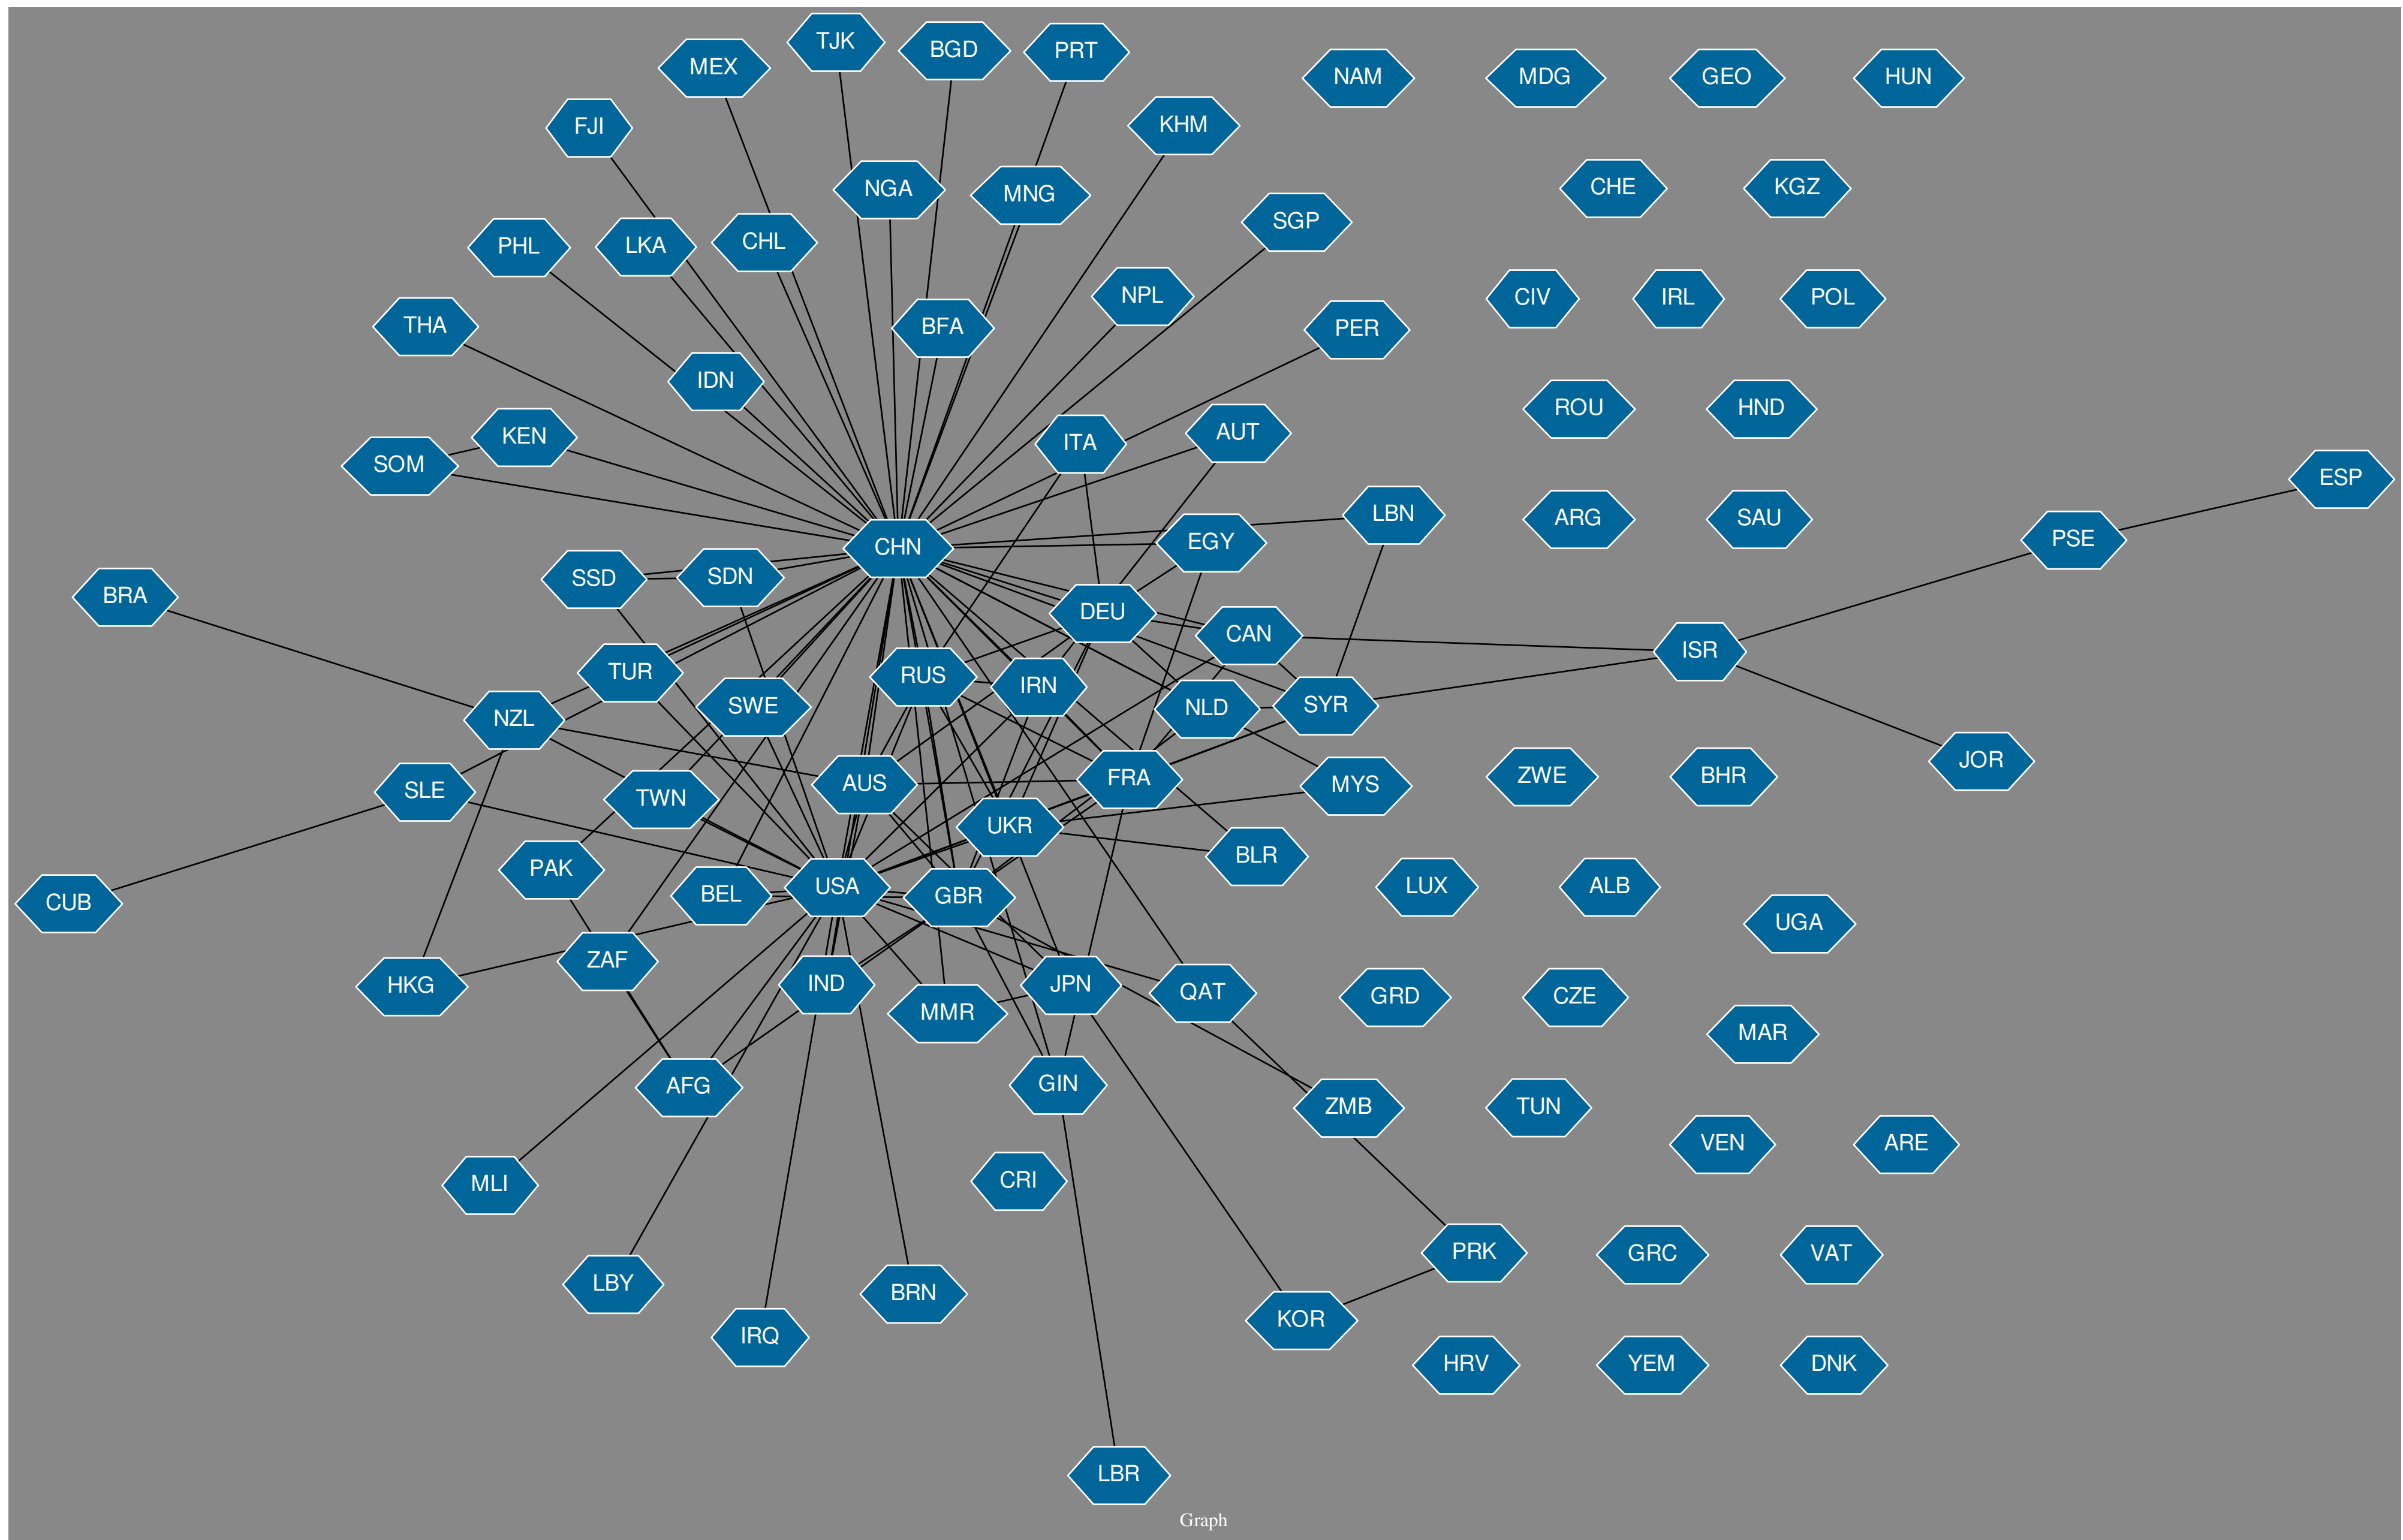 TJK
BGD
PRT
MEX
NAM
MDG
GEO
HUN
FJI
KHM
NGA
MNG
CHE
KGZ
SGP
PHL
LKA
CHL
NPL
CIV
IRL
POL
THA
BFA
PER
IDN
ROU
HND
KEN
ITA
AUT
SOM
ESP
LBN
ARG
SAU
CHN
EGY
PSE
SSD
SDN
BRA
DEU
CAN
ISR
TUR
RUS
IRN
NZL
SWE
NLD
SYR
JOR
SLE
TWN
AUS
FRA
MYS
ZWE
BHR
UKR
PAK
BLR
CUB
BEL
USA
GBR
LUX
ALB
UGA
ZAF
HKG
IND
MMR
JPN
QAT
GRD
CZE
MAR
AFG
GIN
ZMB
TUN
VEN
ARE
MLI
CRI
LBY
BRN
PRK
GRC
VAT
IRQ
KOR
HRV
YEM
DNK
LBR
Graph